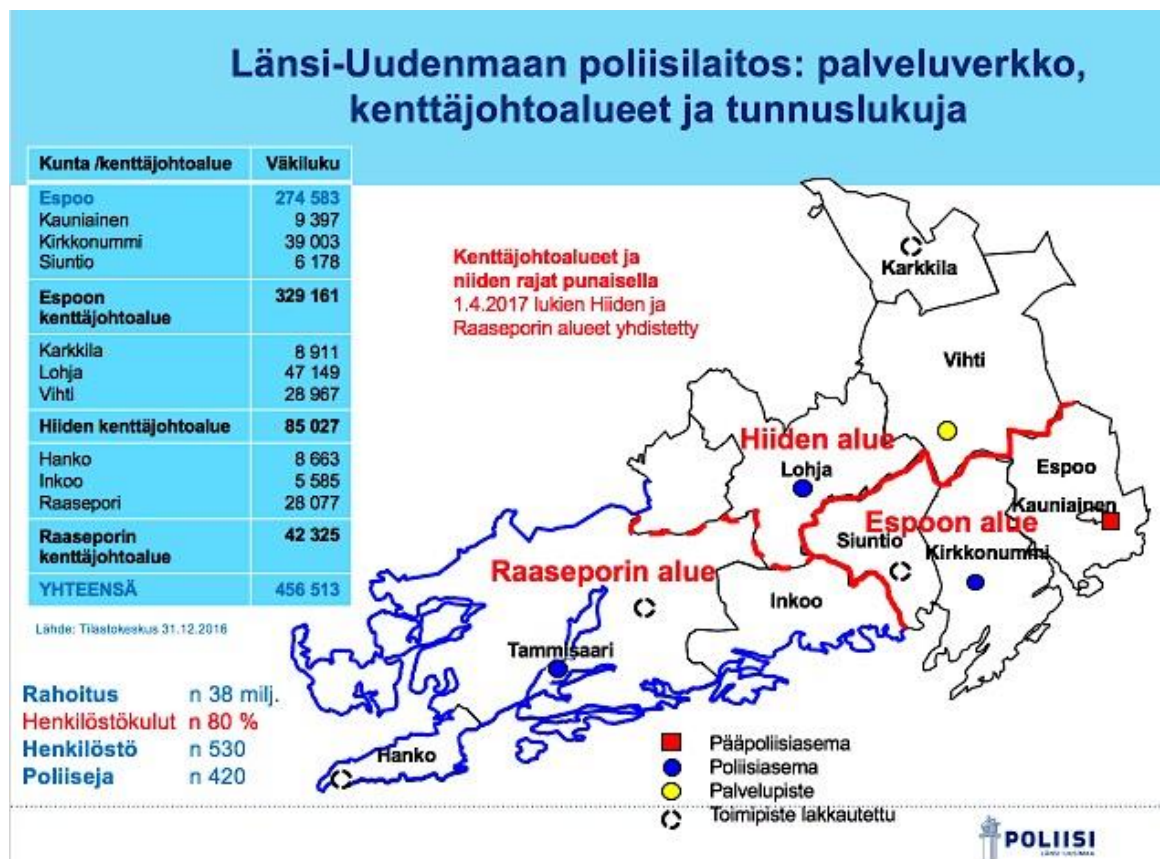 Länsi-Uudenmaan poliisilaitos: palveluverkko,
kenttäjohtoalueet ja tunnuslukuja
Kunta /kenttäjohtoalue Väkiluku
Espoo 274 583
Kauniainen 9 397
Kirkkonummi 39 003
Siuntio 6 178
Espoon 329 161
kenttäjohtoalue
Karkkila 8 911
Lohja 47 149
Vihti 28 967
Hiiden kenttäjohtoalue 85 027
Hanko 8 663
Inkoo 5 585
Raasepori 28 077
Raaseporin 42 325
kenttäjohtoalue
YHTEENSÄ 456 513
Lähde: Tilastokeskus 31.12.2016
Rahoitus n 38 milj.
Henkilöstökulut n 80 %
Henkilöstö n 530
Poliiseja n 420
Kenttäjohtoalueet ja
niiden rajat punaisella
1.4.2017 lukien Hiiden ja
Raaseporin alueet yhdistetty
Karkkila
Vihti
Hiiden alue
Lohja
Espoo
Kauniainen
Espoon alue
Siuntio
Kirkkonummi
Raaseporin alue
Inkoo
Tammisaari
Hanko
Pääpoliisiasema
Poliisiasema
Palvelupiste
Toimipiste lakkautettu
POLIISI
LÄNSI-UUSIMAA